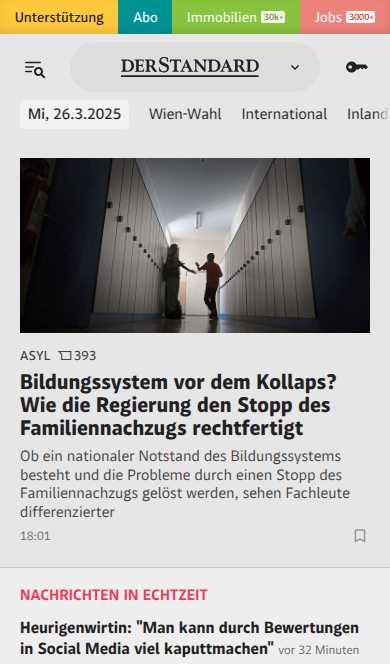 Unterstützung Abo Immobilien 30k+ Jobs 3000+
DERSTANDARD
Mi, 26.3.2025 Wien-Wahl International Inland
ASYL 393
Bildungssystem vor dem Kollaps?
Wie die Regierung den Stopp des
Familiennachzugs rechtfertigt
Ob ein nationaler Notstand des Bildungssystems
besteht und die Probleme durch einen Stopp des
Familiennachzugs gelöst werden, sehen Fachleute
differenzierter
18:01
NACHRICHTEN IN ECHTZEIT
Heurigenwirtin: "Man kann durch Bewertungen
in Social Media viel kaputtmachen" vor 32 Minuten